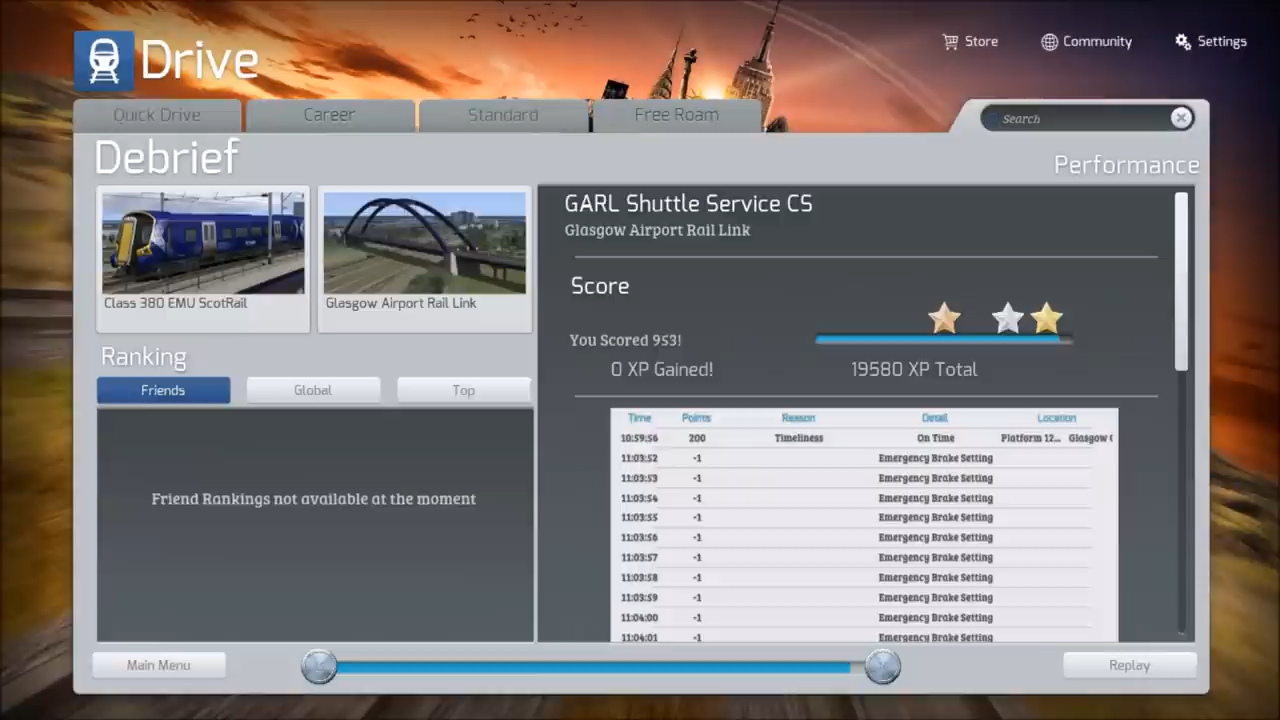 Drive
Store
Community
Settings
Quick Drive
Career
Standard
Free Roam
Search
Debrief
Performance
Class 380 EMU ScotRail
Glasgow Airport Rail Link
GARL Shuttle Service CS
Glasgow Airport Rail Link
Score
You Scored 953!
0 XP Gained!
19580 XP Total
Ranking
Friends
Global
Top
Friend Rankings not available at the moment
Time Points Reason Detail Location
10:59:56 200 Timeliness On Time Platform 12... Glasgow
11:03:52 -1 Emergency Brake Setting
11:03:53 -1 Emergency Brake Setting
11:03:54 -1 Emergency Brake Setting
11:03:55 -1 Emergency Brake Setting
11:03:56 -1 Emergency Brake Setting
11:03:57 -1 Emergency Brake Setting
11:03:58 -1 Emergency Brake Setting
11:03:59 -1 Emergency Brake Setting
11:04:00 -1 Emergency Brake Setting
11:04:01 -1 Emergency Brake Setting
Main Menu
Replay